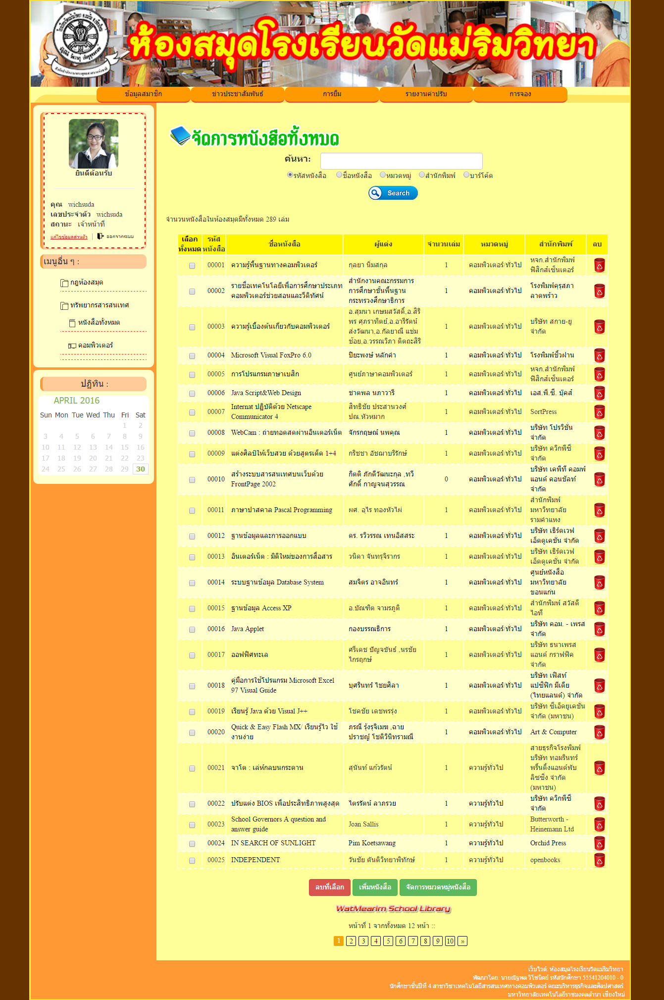 ห้องสมุดโรงเรียนวัดแม่ริมวิทยา
ข้อมูลสมาชิก ข่าวประชาสัมพันธ์ การยืม รายงานค่าปรับ การจอง
ยินดีต้อนรับ
คุณ wichsuda
เลขประจำตัว wichsuda
สถานะ เจ้าหน้าที่
แก้ไขข้อมูลส่วนตัว | ออกจากระบบ
เมนูอื่น ๆ :
กฎห้องสมุด
ทรัพยากรสารสนเทศ
หนังสือทั้งหมด
คอมพิวเตอร์
ปฏิทิน :
APRIL 2016
Sun Mon Tue Wed Thu Fri Sat
1 2
3 4 5 6 7 8 9
10 11 12 13 14 15 16
17 18 19 20 21 22 23
24 25 26 27 28 29 30
จัดการหนังสือทั้งหมด
ค้นหา:
รหัสหนังสือ ชื่อหนังสือ หมวดหมู่ สำนักพิมพ์ บาร์โค้ด
Search
จำนวนหนังสือในห้องสมุดมีทั้งหมด 289 เล่ม
เลือกทั้งหมด รหัสหนังสือ ชื่อหนังสือ ผู้แต่ง จำนวนเล่ม หมวดหมู่ สำนักพิมพ์ ลบ
00001 ความรู้พื้นฐานทางคอมพิวเตอร์ กุลยา นิ่มสกุล 1 คอมพิวเตอร์/ทั่วไป หจก.สำนักพิมพ์ฟิสิกส์เซ็นเตอร์
00002 รายชื่อเทคโนโลยีเพื่อการศึกษาประเภทคอมพิวเตอร์ช่วยสอนและวีดิทัศน์ สำนักงานคณะกรรมการการศึกษาขั้นพื้นฐาน กระทรวงศึกษาธิการ 1 คอมพิวเตอร์/ทั่วไป โรงพิมพ์คุรุสภาลาดพร้าว
00003 ความรู้เบื้องต้นเกี่ยวกับคอมพิวเตอร์ อ.สุมนา เกษมสวัสดิ์,อ.สิริพร ศุภราทิตย์,อ.อารีรัตน์ ส่งวัฒนา,อ.กัลยาณี แช่มช้อย,อ.วรรณวิภา ติตถะสิริ 1 คอมพิวเตอร์/ทั่วไป บริษัท สกาย-ยู จำกัด
00004 Microsoft Visual FoxPro 6.0 ปิยะพงษ์ หลักคำ 1 คอมพิวเตอร์/ทั่วไป โรงพิมพ์ชิ้วฝาน
00005 การโปรแกรมภาษาเบสิก ศูนย์ภาษาคอมพิวเตอร์ 1 คอมพิวเตอร์/ทั่วไป หจก.สำนักพิมพ์ฟิสิกส์เซ็นเตอร์
00006 Java Script&Web Design ชาตพล นภาวารี 1 คอมพิวเตอร์/ทั่วไป เอส.พี.ซี. บุ๊คส์
00007 Internat ปฏิบัติด้วย Netscape Communicator 4 สิทธิชัย ประสานวงศ์ ปณ.หัวหมาก 1 คอมพิวเตอร์/ทั่วไป SortPress
00008 WebCam : ถ่ายทอดสดผ่านอินเตอร์เน็ต จักรกฤษณ์ นพคุณ 1 คอมพิวเตอร์/ทั่วไป บริษัท โปรวิชั่น จำกัด
00009 แต่งศิลป์ให้เว็บสวย ด้วยสูตรเด็ด 1+4 กริชชา อัชฌาบริรักษ์ 1 คอมพิวเตอร์/ทั่วไป บริษัท ควิกพีซี จำกัด
00010 สร้างระบบสารสนเทศบนเว็บด้วย FrontPage 2002 กิตติ ภักดีวัฒนะกุล ,ทวีศักดิ์ กาญจนสุวรรณ 0 คอมพิวเตอร์/ทั่วไป บริษัท เคพีที คอมพ์ แอนด์ คอนซัลท์ จำกัด
00011 ภาษาปาสคาล Pascal Programming ผศ. อุไร ทองหัวไผ่ 1 คอมพิวเตอร์/ทั่วไป สำนักพิมพ์มหาวิทยาลัยรามคำแหง
00012 ฐานข้อมูลและการออกแบบ ดร. รวิวรรณ เทนอิสสระ 1 คอมพิวเตอร์/ทั่วไป บริษัท เธิร์ดเวฟ เอ็ดดูเคชั่น จำกัด
00013 อินเตอร์เน็ต : มิติใหม่ของการสื่อสาร วนิดา จันทรุจิรากร 1 คอมพิวเตอร์/ทั่วไป บริษัท เธิร์ดเวฟ เอ็ดดูเคชั่น จำกัด
00014 ระบบฐานข้อมูล Database System สมจิตร อาจอินทร์ 1 คอมพิวเตอร์/ทั่วไป ศูนย์หนังสือมหาวิทยาลัยขอนแก่น
00015 ฐานข้อมูล Access XP อ.บัณฑิต จามรภูติ 1 คอมพิวเตอร์/ทั่วไป สำนักพิมพ์ สวัสดี ไอที
00016 Java Applet กองบรรณธิการ 1 คอมพิวเตอร์/ทั่วไป บริษัท คอม. - เพรส จำกัด
00017 ออฟฟิศทะเล ศรีเดช ปัญจขันธ์ ,นรชัย ไกรฤกษ์ 1 คอมพิวเตอร์/ทั่วไป บริษัท ธนาเพรส แอนด์ กราฟฟิค จำกัด
00018 คู่มือการใช้โปรแกรม Microsoft Excel 97 Visual Guide บุศรินทร์ ไชยศิลา 1 คอมพิวเตอร์/ทั่วไป บริษัท เฟิสท์ แปซิฟิก มีเดีย (ไทยแลนด์) จำกัด
00019 เรียนรู้ Java ด้วย Visual J++ โชคชัย เดชพรรุ่ง 1 คอมพิวเตอร์/ทั่วไป บริษัท ซีเอ็ดยูเคชั่น จำกัด (มหาชน)
00020 Quick & Easy Flash MX/ เรียนรู้ไว ใช้งานง่าย ภรณี รุ้งรุจิเมฆ ,ฉายปราชญ์ โชติวินิทรามณี 1 คอมพิวเตอร์/ทั่วไป Art & Computer
00021 จาโต : เล่ห์กลบนกระดาน สุนันท์ แก้วรัตน์ 1 ความรู้ทั่วไป สายธุรกิจโรงพิมพ์ บริษัท ทอมรินทร์พริ้นติ้งแอนด์พับลิซซิ่ง จำกัด (มหาชน)
00022 ปรับแต่ง BIOS เพื่อประสิทธิภาพสูงสุด ไตรรัตน์ ลาภรวย 1 ความรู้ทั่วไป บริษัท ควิกพีซี จำกัด
00023 School Governors A question and answer guide Joan Sallis 1 ความรู้ทั่วไป Butterworth - Heinemann Ltd
00024 IN SEARCH OF SUNLIGHT Pim Koetsawang 1 ความรู้ทั่วไป Orchid Press
00025 INDEPENDENT วันชัย ตันติวิทยาพิทักษ์ 1 ความรู้ทั่วไป openbooks
ลบที่เลือก เพิ่มหนังสือ จัดการหมวดหมู่หนังสือ
WatMearim School Library
หน้าที่ 1 จากทั้งหมด 12 หน้า ::
1 2 3 4 5 6 7 8 9 10 »
เว็บไวต์: ห้องสมุดโรงเรียนวัดแม่ริมวิทยา
พัฒนาโดย: นายณัฐพล วิโชนิตย์ รหัสนักศึกษา 55541204010 - 0
นักศึกษาชั้นปีที่ 4 สาขาวิชาเทคโนโลยีสารสนเทศทางคอมพิวเตอร์ คณะบริหารธุรกิจและศิลปศาสตร์
มหาวิทยาลัยเทคโนโลยีราชมงคลล้านนา เชียงใหม่